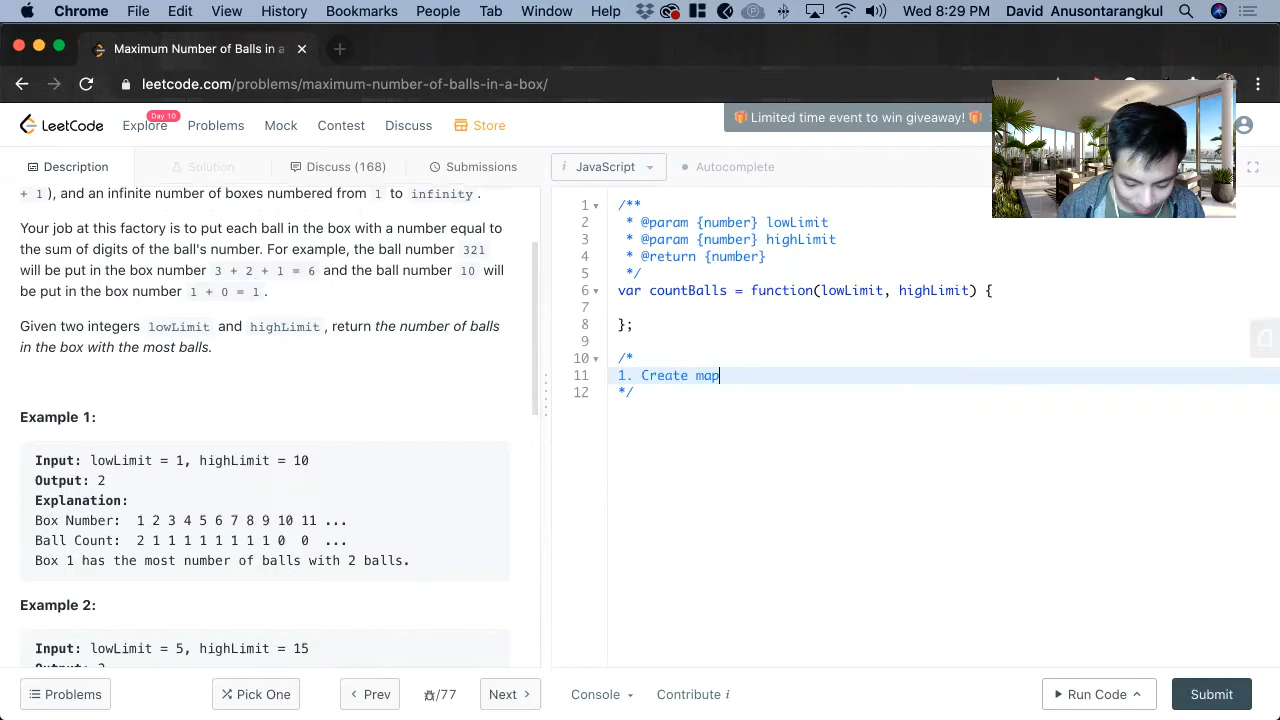 Chrome File Edit View History Bookmarks People Tab Window Help Wed 8:29 PM David Anusontarangkul
Maximum Number of Balls in a
leetcode.com/problems/maximum-number-of-balls-in-a-box/
LeetCode Explore Day 10 Problems Mock Contest Discuss Store
Limited time event to win giveaway!
Description Solution Discuss (168) Submissions
i JavaScript Autocomplete
+ 1 ), and an infinite number of boxes numbered from 1 to infinity .
Your job at this factory is to put each ball in the box with a number equal to
the sum of digits of the ball's number. For example, the ball number 321
will be put in the box number 3 + 2 + 1 = 6 and the ball number 10 will
be put in the box number 1 + 0 = 1 .
Given two integers lowLimit and highLimit , return the number of balls
in the box with the most balls.
Example 1:
Input: lowLimit = 1, highLimit = 10
Output: 2
Explanation:
Box Number: 1 2 3 4 5 6 7 8 9 10 11 ...
Ball Count: 2 1 1 1 1 1 1 1 1 0 0 ...
Box 1 has the most number of balls with 2 balls.
Example 2:
Input: lowLimit = 5, highLimit = 15
1 /**
2 * @param {number} lowLimit
3 * @param {number} highLimit
4 * @return {number}
5 */
6 var countBalls = function(lowLimit, highLimit) {
7
8 };
9
10 /*
11 1. Create map
12 */
Problems Pick One Prev /77 Next Console Contribute i Run Code Submit